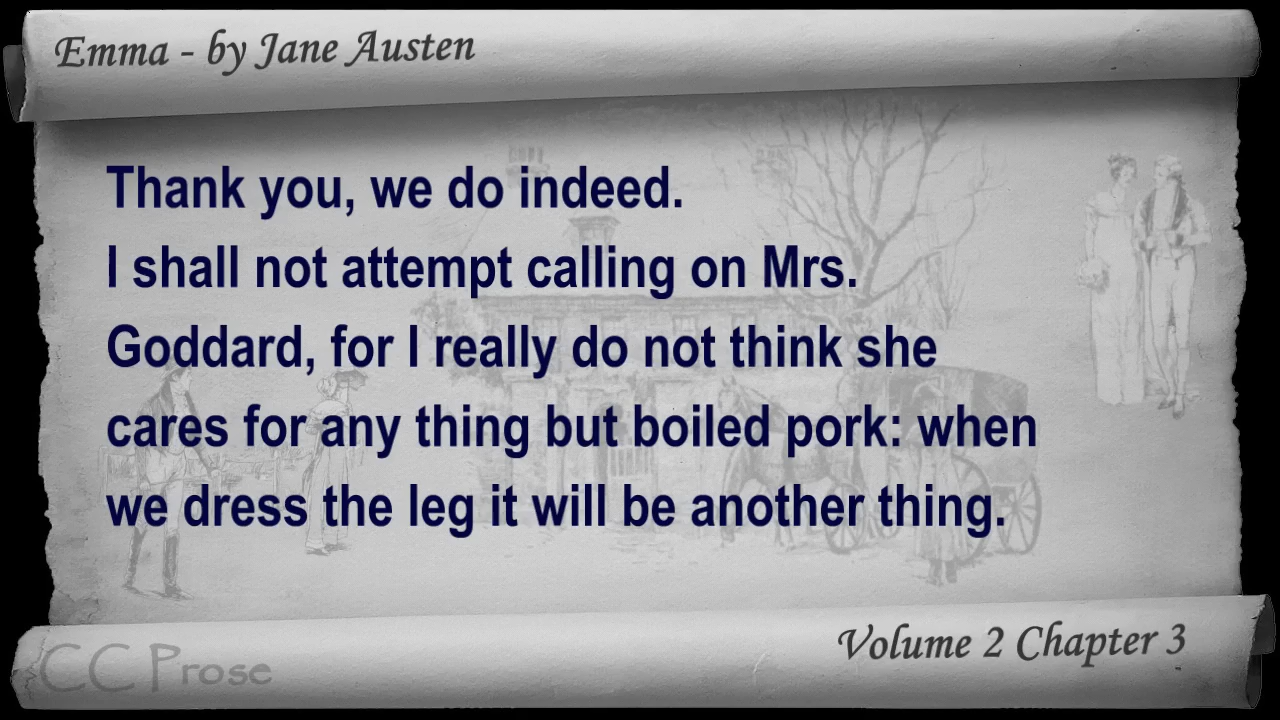 Emma - by Jane Austen
Thank you, we do indeed.
I shall not attempt calling on Mrs.
Goddard, for I really do not think she
cares for any thing but boiled pork: when
we dress the leg it will be another thing.
Volume 2 Chapter 3
CC Prose